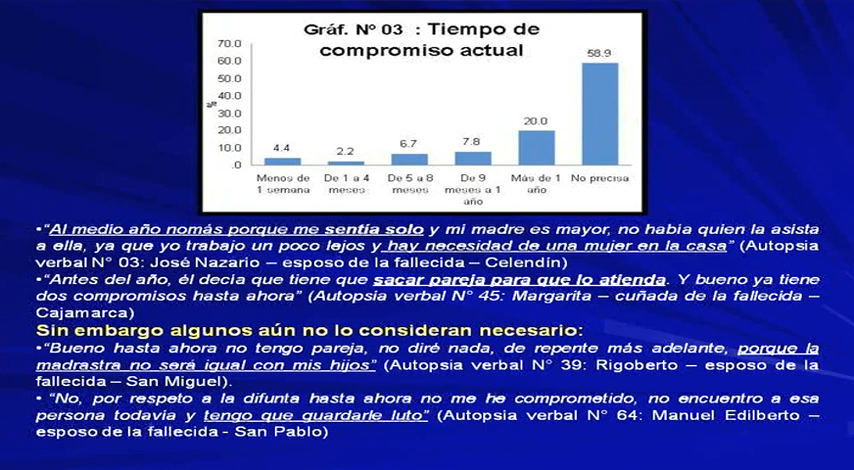 Gráf. Nº 03 : Tiempo de
compromiso actual
70.0
60.0
50.0
40.0
30.0
20.0
10.0
.0
%
4.4
2.2
6.7
7.8
20.0
58.9
Menos de De 1 a 4 De 5 a 8 De 9 Más de 1 No precisa
1 semana meses meses meses a 1 año
año
•“Al medio año nomás porque me sentía solo y mi madre es mayor, no había quien la asista
a ella, ya que yo trabajo un poco lejos y hay necesidad de una mujer en la casa” (Autopsia
verbal N° 03: José Nazario – esposo de la fallecida – Celendín)
•“Antes del año, él decia que tiene que sacar pareja para que lo atienda. Y bueno ya tiene
dos compromisos hasta ahora” (Autopsia verbal N° 45: Margarita – cuñada de la fallecida –
Cajamarca)
Sin embargo algunos aún no lo consideran necesario:
•“Bueno hasta ahora no tengo pareja, no diré nada, de repente más adelante, porque la
madrastra no será igual con mis hijos” (Autopsia verbal N° 39: Rigoberto – esposo de la
fallecida – San Miguel).
• “No, por respeto a la difunta hasta ahora no me he comprometido, no encuentro a esa
persona todavia y tengo que guardarle luto” (Autopsia verbal N° 64: Manuel Edilberto –
esposo de la fallecida - San Pablo)